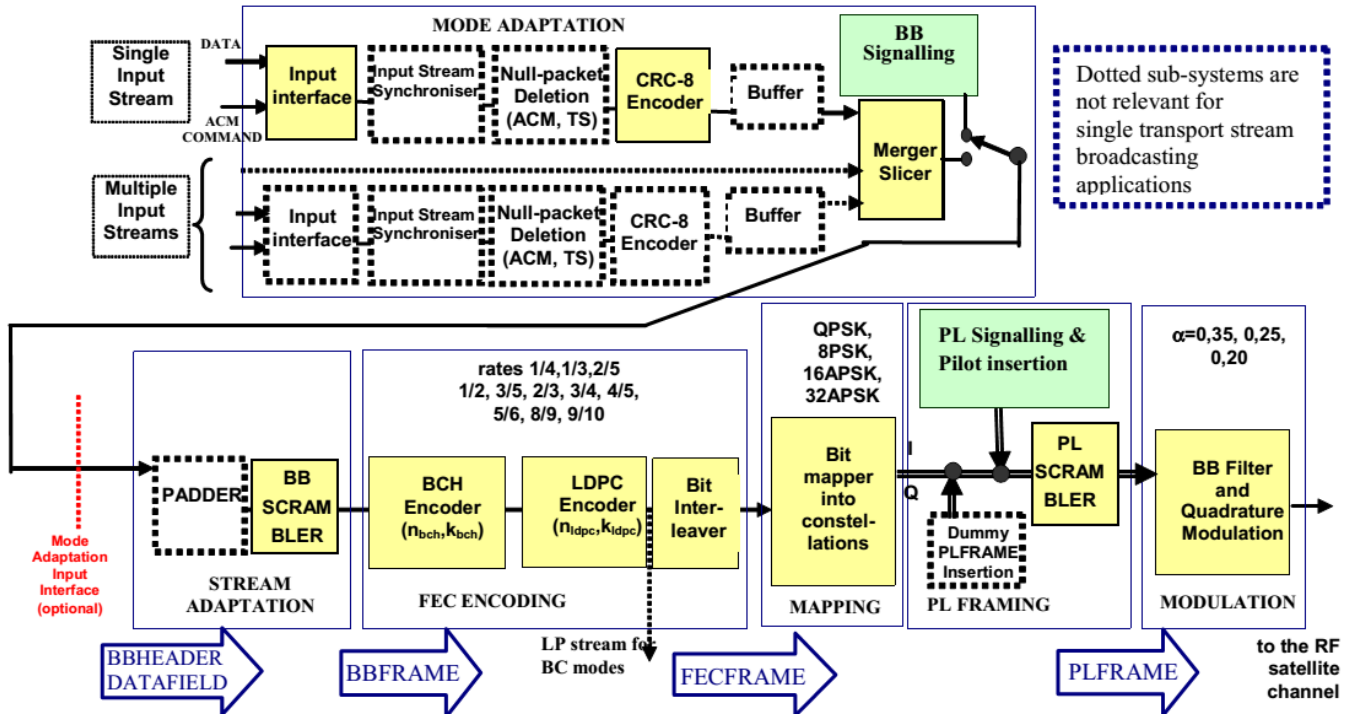 MODE ADAPTATION
BB
Signalling
Single
Input
Stream
DATA
ACM
COMMAND
Input
interface
Input Stream
Synchroniser
Null-packet
Deletion
(ACM, TS)
CRC-8
Encoder
Buffer
Merger
Slicer
Dotted sub-systems are
not relevant for
single transport stream
broadcasting
applications
Multiple
Input
Streams
Input
interface
Input Stream
Synchroniser
Null-packet
Deletion
(ACM, TS)
CRC-8
Encoder
Buffer
Mode
Adaptation
Input
Interface
(optional)
PADDER
BB
SCRAM
BLER
STREAM
ADAPTATION
rates 1/4,1/3,2/5
1/2, 3/5, 2/3, 3/4, 4/5,
5/6, 8/9, 9/10
BCH
Encoder
(nbch,kbch)
LDPC
Encoder
(nldpc,kldpc)
Bit
Inter-
leaver
FEC ENCODING
LP stream for
BC modes
QPSK,
8PSK,
16APSK,
32APSK
Bit
mapper
into
constel-
lations
MAPPING
PL Signalling &
Pilot insertion
I
Q
Dummy
PLFRAME
Insertion
PL
SCRAM
BLER
PL FRAMING
α=0,35, 0,25,
0,20
BB Filter
and
Quadrature
Modulation
MODULATION
BBHEADER
DATAFIELD
BBFRAME
FECFRAME
PLFRAME
to the RF
satellite
channel